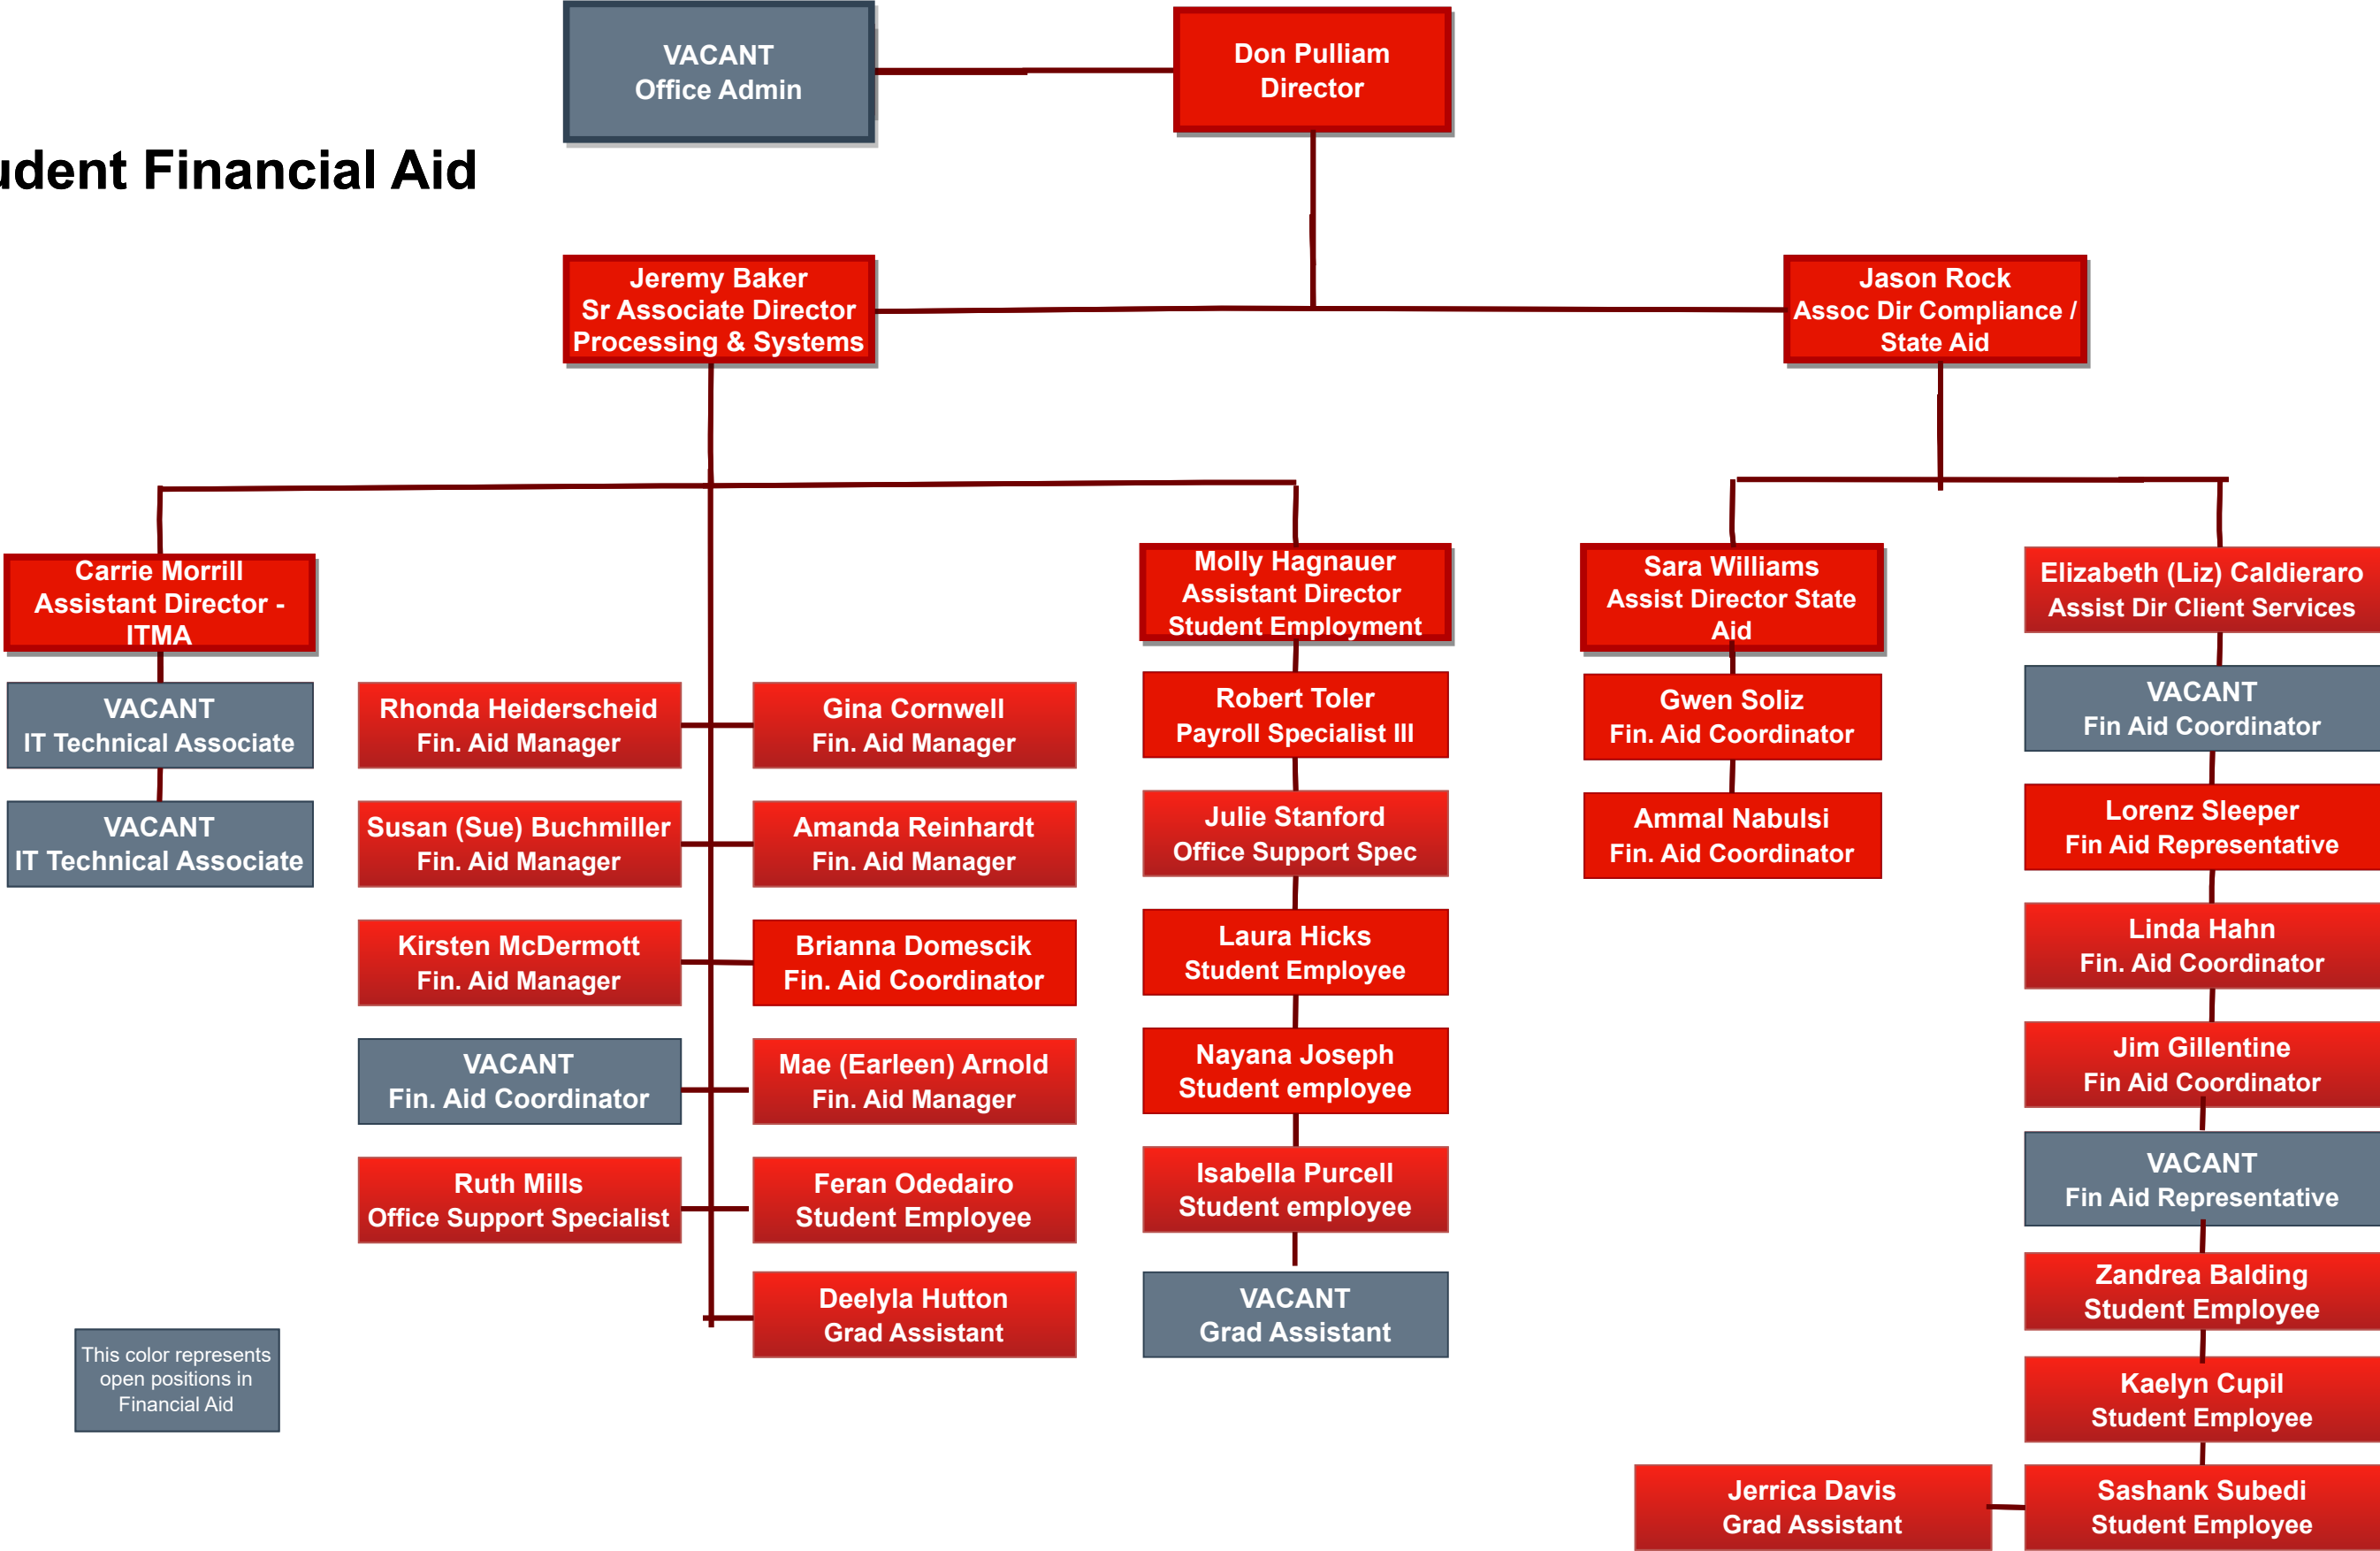 VACANT
Office Admin
Don Pulliam
Director
udent Financial Aid
Jeremy Baker
Sr Associate Director
Processing & Systems
Jason Rock
Assoc Dir Compliance /
State Aid
Carrie Morrill
Assistant Director -
ITMA
VACANT
IT Technical Associate
VACANT
IT Technical Associate
Rhonda Heiderscheid
Fin. Aid Manager
Gina Cornwell
Fin. Aid Manager
Susan (Sue) Buchmiller
Fin. Aid Manager
Amanda Reinhardt
Fin. Aid Manager
Kirsten McDermott
Fin. Aid Manager
Brianna Domescik
Fin. Aid Coordinator
VACANT
Fin. Aid Coordinator
Mae (Earleen) Arnold
Fin. Aid Manager
Ruth Mills
Office Support Specialist
Feran Odedairo
Student Employee
Deelyla Hutton
Grad Assistant
Molly Hagnauer
Assistant Director
Student Employment
Robert Toler
Payroll Specialist III
Julie Stanford
Office Support Spec
Laura Hicks
Student Employee
Nayana Joseph
Student employee
Isabella Purcell
Student employee
VACANT
Grad Assistant
Sara Williams
Assist Director State
Aid
Gwen Soliz
Fin. Aid Coordinator
Ammal Nabulsi
Fin. Aid Coordinator
Elizabeth (Liz) Caldieraro
Assist Dir Client Services
VACANT
Fin Aid Coordinator
Lorenz Sleeper
Fin Aid Representative
Linda Hahn
Fin. Aid Coordinator
Jim Gillentine
Fin Aid Coordinator
VACANT
Fin Aid Representative
Zandrea Balding
Student Employee
Kaelyn Cupil
Student Employee
Jerrica Davis
Grad Assistant
Sashank Subedi
Student Employee
This color represents
open positions in
Financial Aid